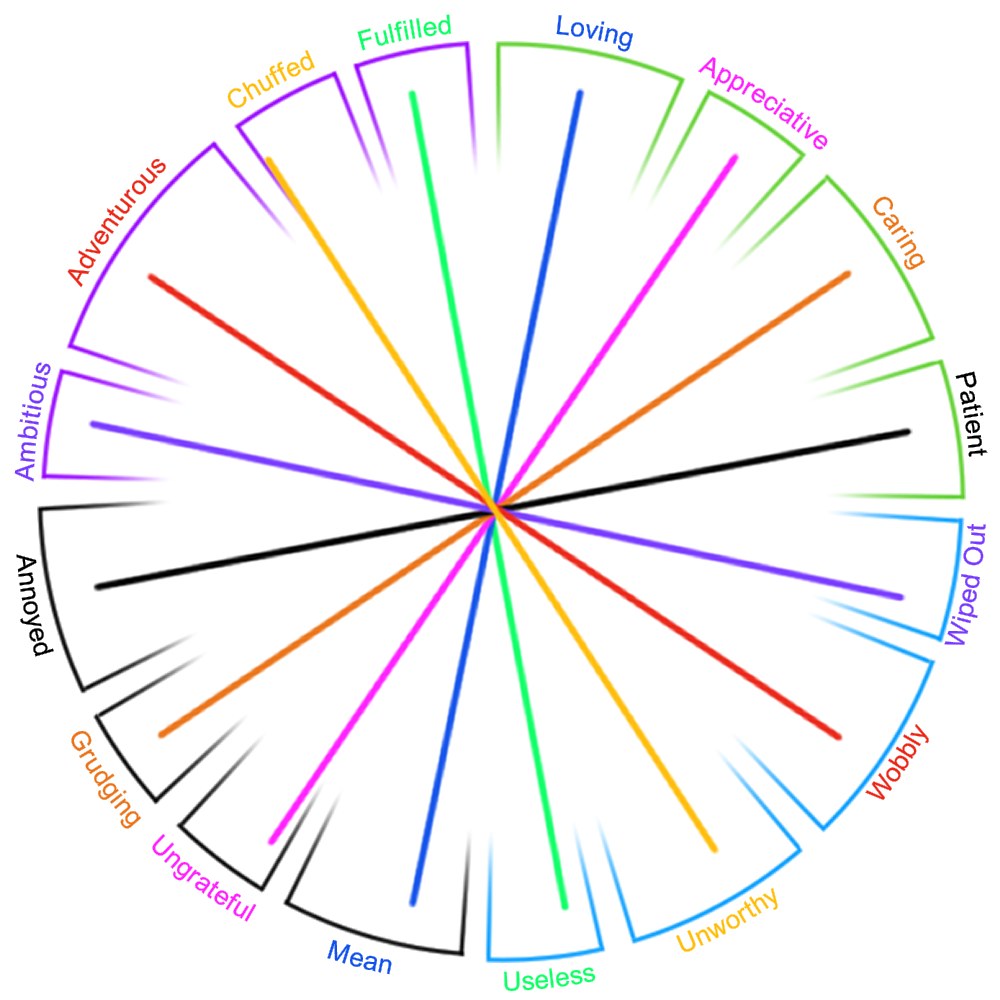 Loving
Appreciative
Caring
Patient
Wiped Out
Wobbly
Unworthy
Useless
Mean
Ungrateful
Grudging
Annoyed
Ambitious
Adventurous
Chuffed
Fulfilled